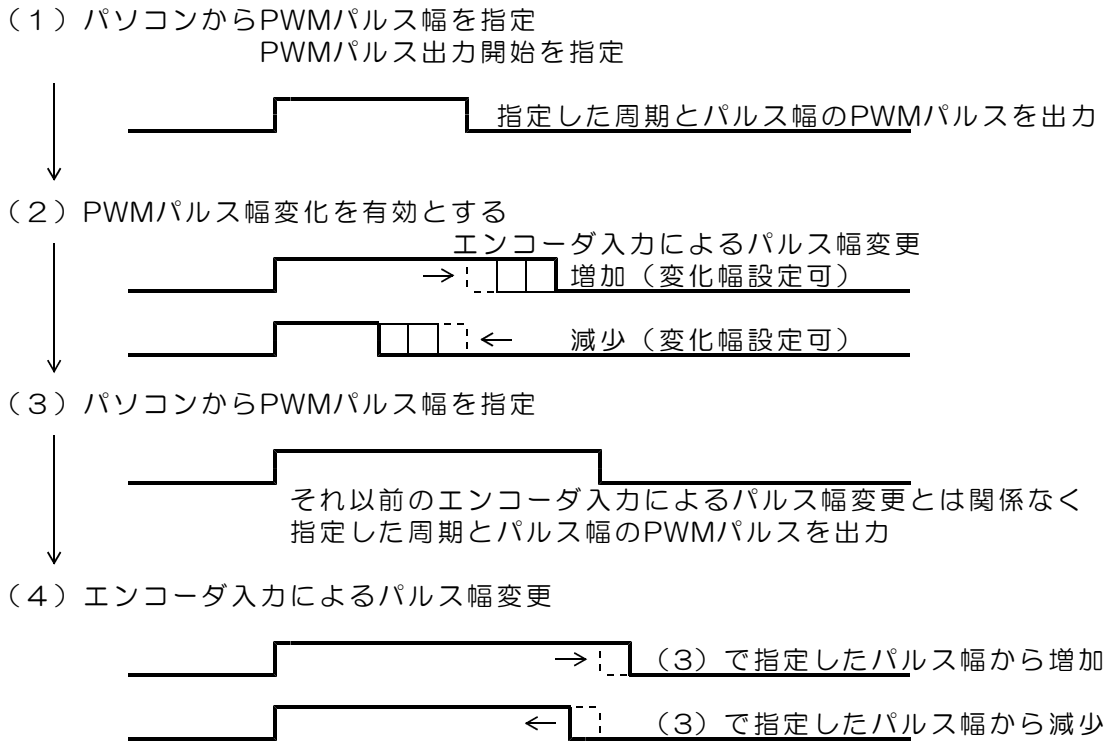 （１）パソコンからPWMパルス幅を指定
PWMパルス出力開始を指定
指定した周期とパルス幅のPWMパルスを出力
（２）PWMパルス幅変化を有効とする
エンコーダ入力によるパルス幅変更
増加（変化幅設定可）
減少（変化幅設定可）
（３）パソコンからPWMパルス幅を指定
それ以前のエンコーダ入力によるパルス幅変更とは関係なく
指定した周期とパルス幅のPWMパルスを出力
（４）エンコーダ入力によるパルス幅変更
（３）で指定したパルス幅から増加
（３）で指定したパルス幅から減少